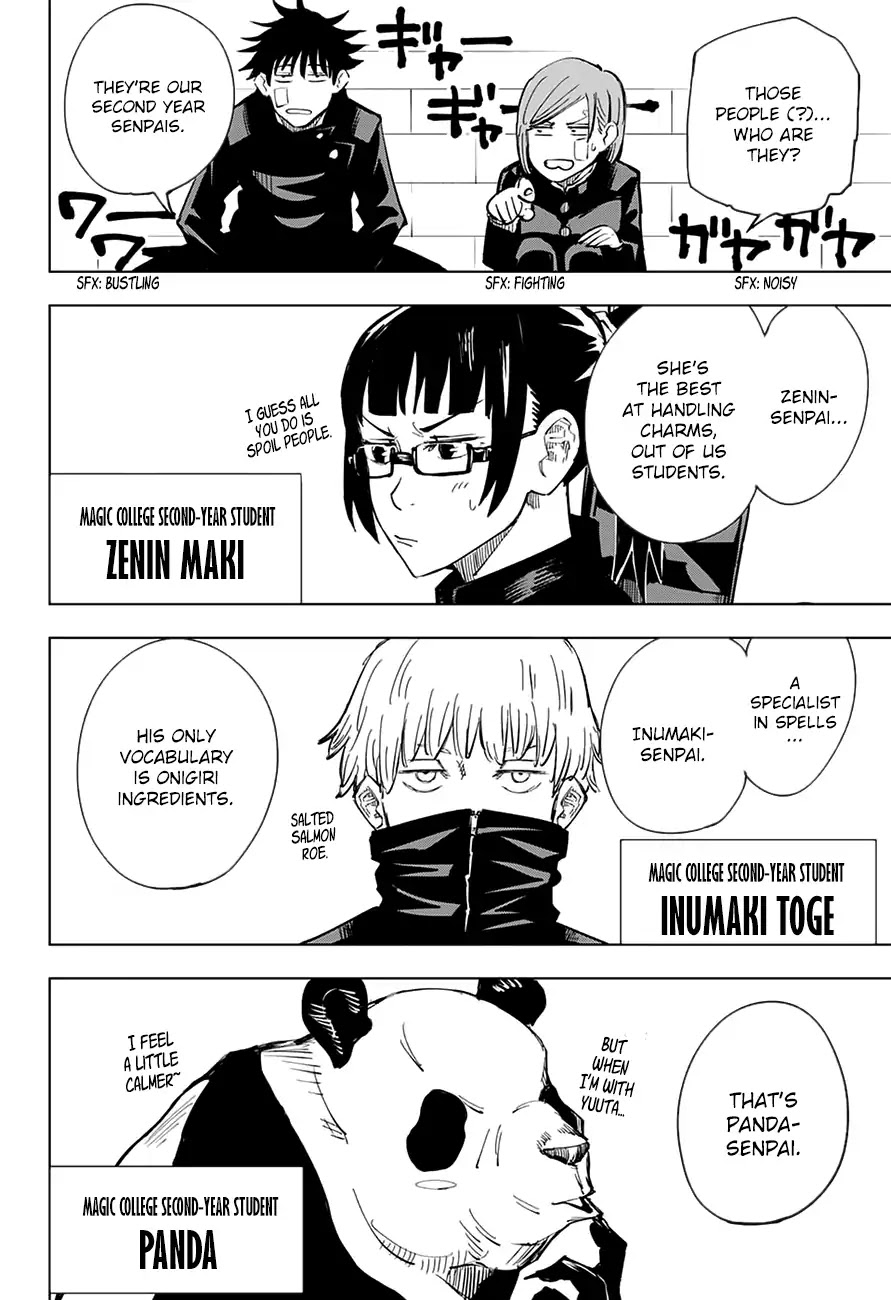 THOSE
PEOPLE (?)...
WHO ARE
THEY?
THEY'RE OUR
SECOND YEAR
SENPAIS.
ギャー
ギャ
ワワー
ガヤガヤ
SFX: BUSTLING
SFX: FIGHTING
SFX: NOISY
ZENIN-
SENPAI...
SHE'S
THE BEST
AT HANDLING
CHARMS,
OUT OF US
STUDENTS.
I GUESS ALL
YOU DO IS
SPOIL PEOPLE.
MAGIC COLLEGE SECOND-YEAR STUDENT
ZENIN MAKI
A
SPECIALIST
IN SPELLS
...
INUMAKI-
SENPAI.
HIS ONLY
VOCABULARY
IS ONIGIRI
INGREDIENTS.
SALTED
SALMON
ROE.
MAGIC COLLEGE SECOND-YEAR STUDENT
INUMAKI TOGE
THAT'S
PANDA-
SENPAI.
BUT
WHEN
I'M WITH
YUUTA...
I FEEL
A LITTLE
CALMER~
MAGIC COLLEGE SECOND-YEAR STUDENT
PANDA